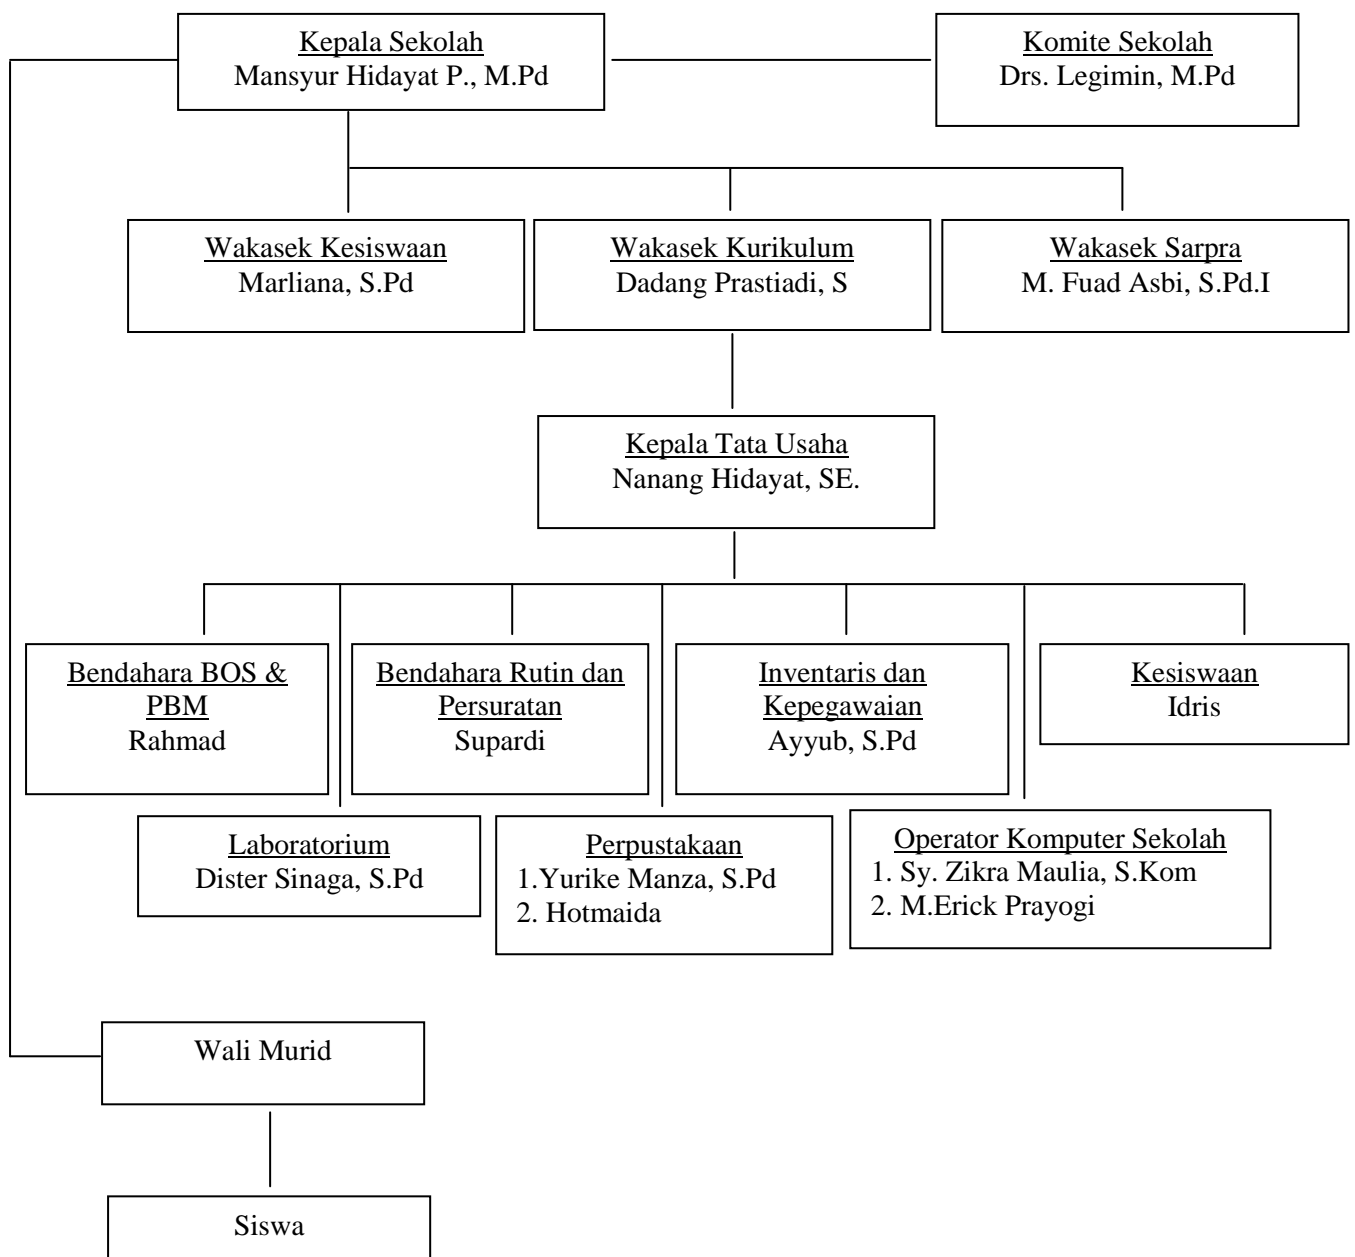 Kepala Sekolah
Mansyur Hidayat P., M.Pd
Komite Sekolah
Drs. Legimin, M.Pd
Wakasek Kesiswaan
Marliana, S.Pd
Wakasek Kurikulum
Dadang Prastiadi, S
Wakasek Sarpra
M. Fuad Asbi, S.Pd.I
Kepala Tata Usaha
Nanang Hidayat, SE.
Bendahara BOS &
PBM
Rahmad
Bendahara Rutin dan
Persuratan
Supardi
Inventaris dan
Kepegawaian
Ayyub, S.Pd
Kesiswaan
Idris
Laboratorium
Dister Sinaga, S.Pd
Perpustakaan
1.Yurike Manza, S.Pd
2. Hotmaida
Operator Komputer Sekolah
1. Sy. Zikra Maulia, S.Kom
2. M.Erick Prayogi
Wali Murid
Siswa